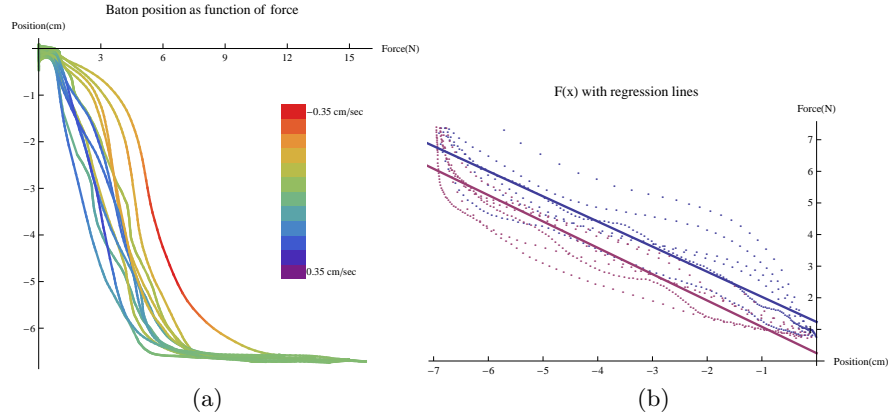 Baton position as function of force
Position(cm)
3
6
9
12
15
Force(N)
−1
−2
−3
−4
−5
−6
−0.35 cm/sec
0.35 cm/sec
(a)
F(x) with regression lines
Force(N)
7
6
5
4
3
2
1
−7
−6
−5
−4
−3
−2
−1
Position(cm)
(b)